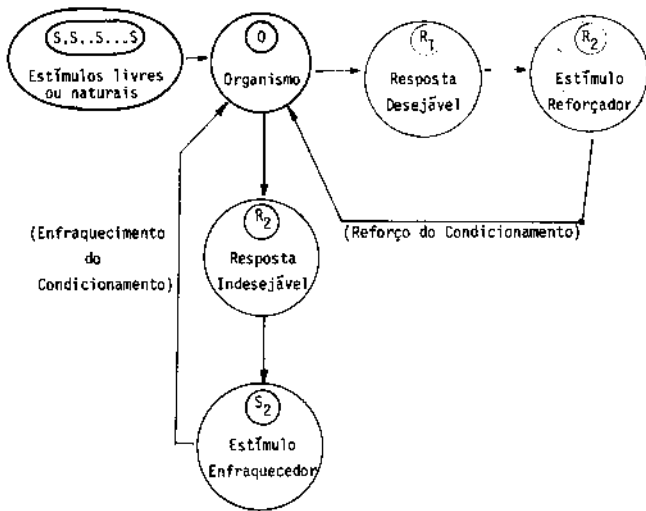 S,S,.S...S
Estímulos livres
ou naturais
O
Organismo
R1
Resposta
Desejável
R2
Estímulo
Reforçador
(Enfraquecimento
do
Condicionamento)
R2
Resposta
Indesejável
(Reforço do Condicionamento)
S2
Estímulo
Enfraquecedor